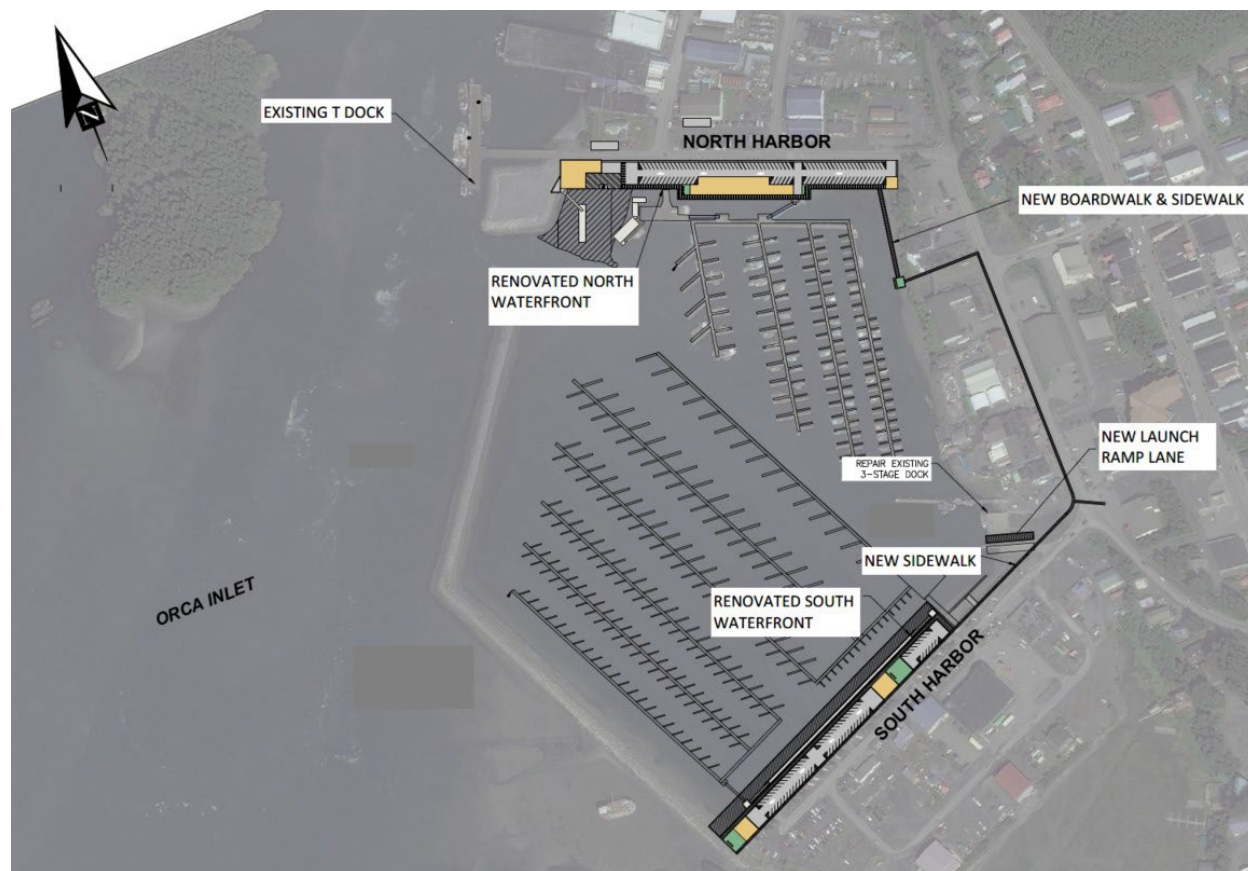 N
EXISTING T DOCK
NORTH HARBOR
NEW BOARDWALK & SIDEWALK
RENOVATED NORTH
WATERFRONT
NEW LAUNCH
RAMP LANE
REPAIR EXISTING
3-STAGE DOCK
NEW SIDEWALK
ORCA INLET
RENOVATED SOUTH
WATERFRONT
SOUTH HARBOR